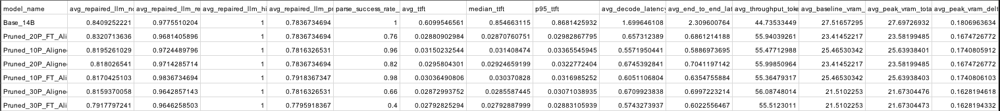 model_name avg_repaired_llm_no avg_repaired_llm_re avg_repaired_llm_hi avg_repaired_llm_pr parse_success_rate_ avg_ttft median_ttft p95_ttft avg_decode_latency avg_end_to_end_lat avg_throughput_toke avg_baseline_vram_ avg_peak_vram_tota avg_peak_vram_delt
Base_14B 0.8409252221 0.9775510204 1 0.7836734694 1 0.6099546561 0.854663115 0.8681425932 1.699646108 2.309600764 44.73533449 27.51657295 27.69726932 0.1806963634
Pruned_20P_FT_Ali 0.8320713636 0.9681405896 1 0.7836734694 0.76 0.02880902984 0.02870760751 0.02982867795 0.657312389 0.6861214188 55.94039261 23.41452217 23.58199485 0.1674726772
Pruned_10P_Aligne 0.8195261029 0.9724489796 1 0.7816326531 0.96 0.03150232544 0.031408474 0.03365545945 0.5571950441 0.5886973695 55.47712988 25.46530342 25.63938401 0.1740805912
Pruned_20P_Aligne 0.818026541 0.9714285714 1 0.7836734694 0.82 0.0295804301 0.02924659199 0.0322772404 0.6745392841 0.7041197142 55.99850964 23.41452217 23.58199485 0.1674726772
Pruned_10P_FT_Ali 0.8170425103 0.9836734694 1 0.7918367347 0.98 0.03036490806 0.030370828 0.0316985252 0.6051106804 0.6354755884 55.36479317 25.46530342 25.63938403 0.1740806103
Pruned_30P_Aligne 0.8159370058 0.9642857143 1 0.7816326531 0.66 0.02872993752 0.0285587445 0.03071038935 0.6709923838 0.6997223214 56.08748014 21.5102253 21.67304476 0.1628194618
Pruned_30P_FT_Ali 0.7917797241 0.9646258503 1 0.7795918367 0.4 0.02792825294 0.02792887999 0.02883105939 0.5743273937 0.6022556467 55.5123011 21.5102253 21.67304473 0.1628194332